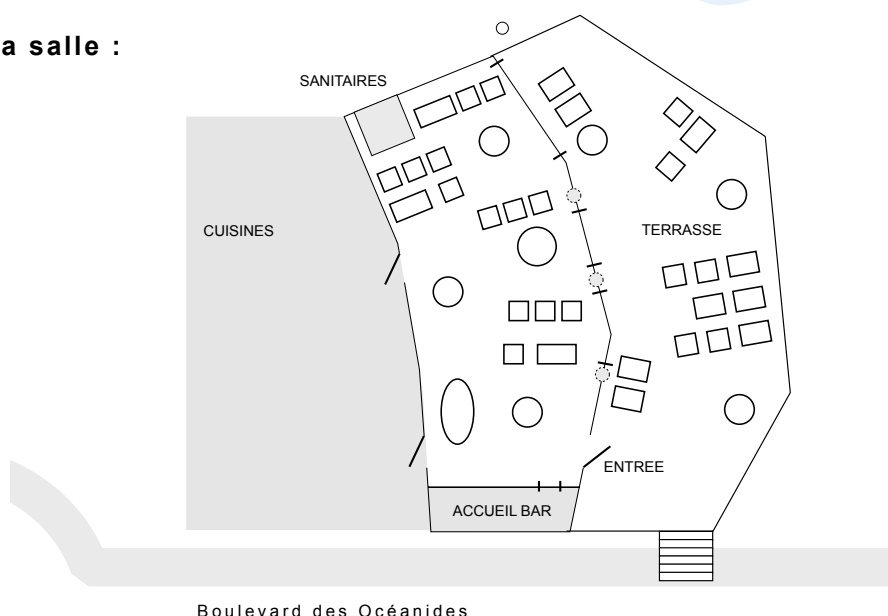 a salle :
SANITAIRES
CUISINES
TERRASSE
ENTREE
ACCUEIL BAR
Boulevard des Océanides